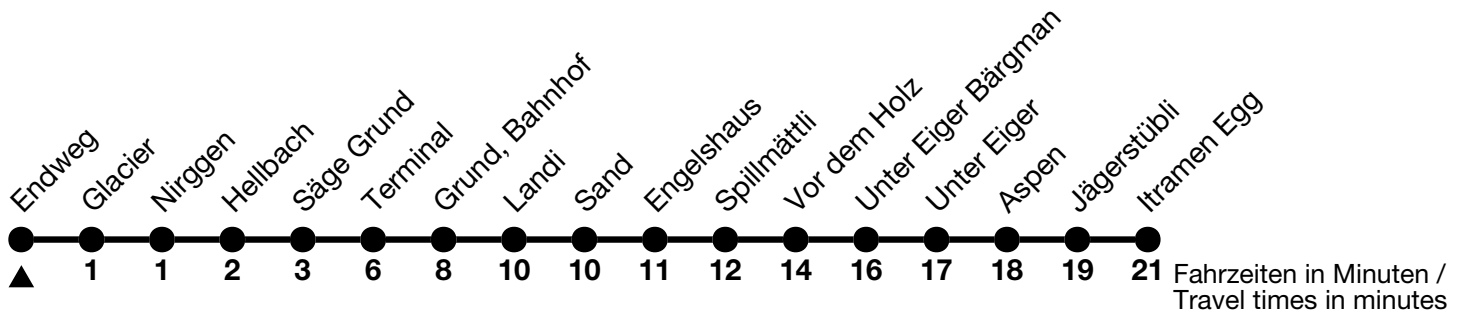 Endweg
Glacier
Nirggen
Hellbach
Säge Grund
Terminal
Grund, Bahnhof
Landi
Sand
Engelshaus
Spillmättli
Vor dem Holz
Unter Eiger Bärgman
Unter Eiger
Aspen
Jägerstübli
Itramen Egg
1 1 2 3 6 8 10 10 11 12 14 16 17 18 19 21
Fahrzeiten in Minuten /
Travel times in minutes